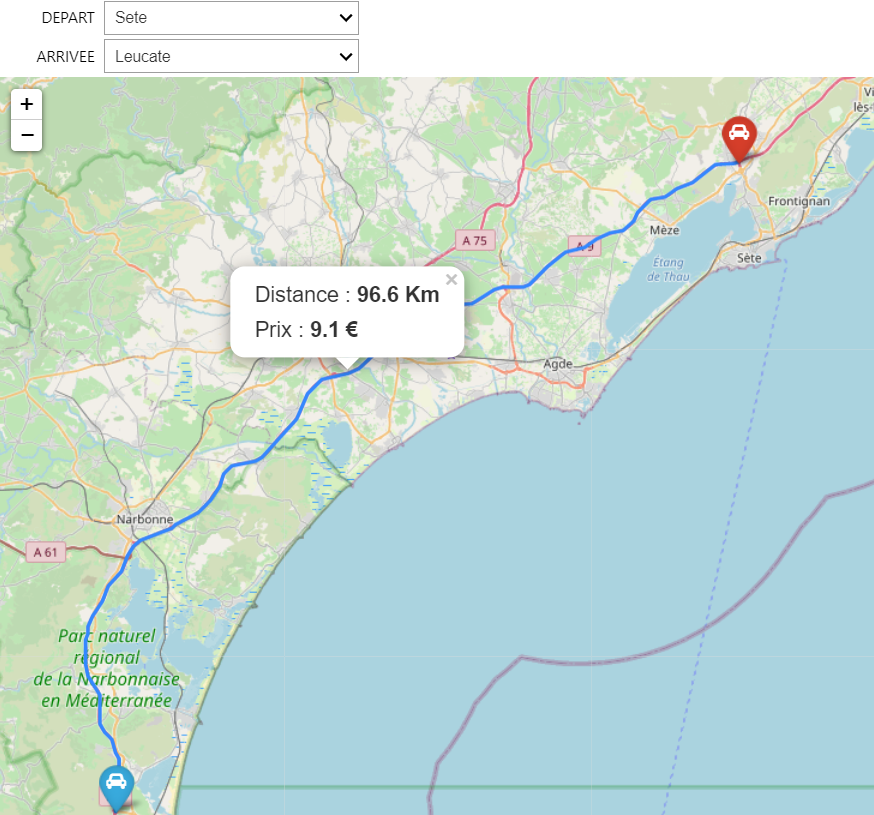 DEPART Sete
ARRIVEE Leucate
+
−
Vi
lès-
Frontignan
Mèze
A 75
A 9
Sète
Étang
de Thau
×
Distance : 96.6 Km
Prix : 9.1 €
Agde
Narbonne
A 61
Parc naturel
régional
de la Narbonnaise
en Méditerranée